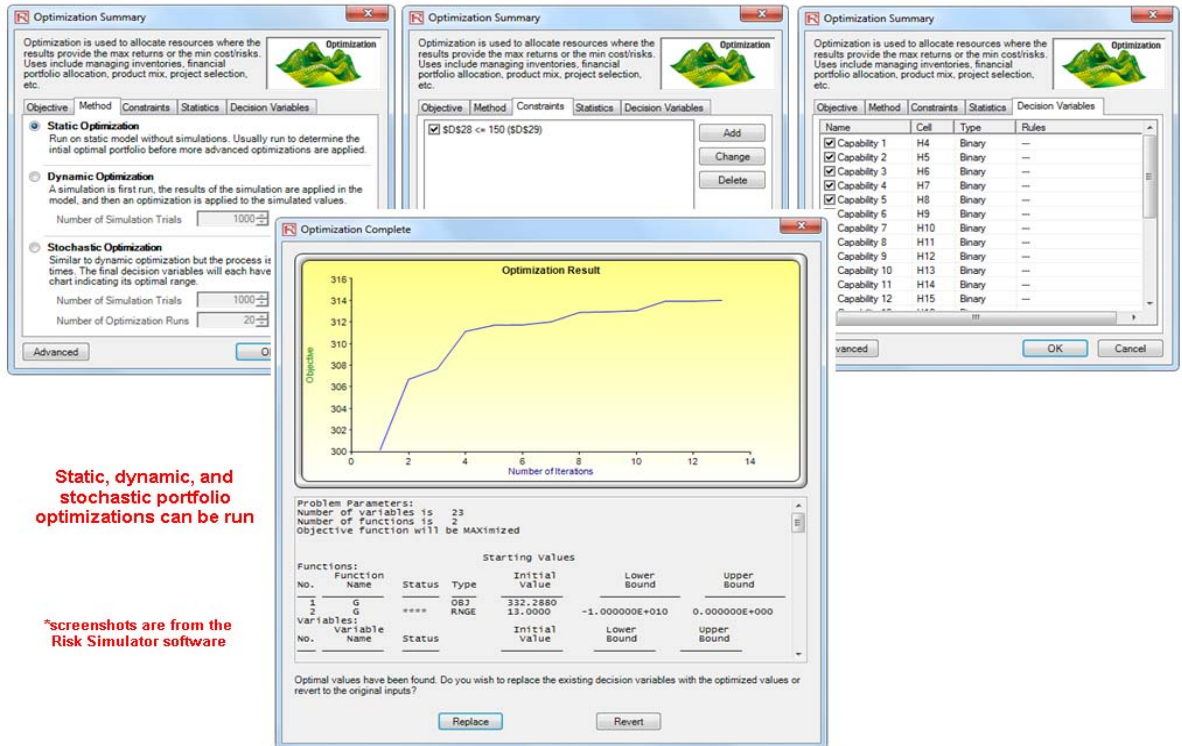 Optimization Summary
Optimization is used to allocate resources where the
results provide the max returns or the min cost/risks.
Uses include managing inventories, financial
portfolio allocation, product mix, project selection,
etc.
Optimization
Objective Method Constraints Statistics Decision Variables
Static Optimization
Run on static model without simulations. Usually run to determine the
intial optimal portfolio before more advanced optimizations are applied.
Dynamic Optimization
A simulation is first run, the results of the simulation are applied in the
model, and then an optimization is applied to the simulated values.
Number of Simulation Trials 1000
Stochastic Optimization
Similar to dynamic optimization but the process is
times. The final decision variables will each have
chart indicating its optimal range.
Number of Simulation Trials 1000
Number of Optimization Runs 20
Advanced
Optimization Summary
Optimization is used to allocate resources where the
results provide the max returns or the min cost/risks.
Uses include managing inventories, financial
portfolio allocation, product mix, project selection,
etc.
Optimization
Objective Method Constraints Statistics Decision Variables
$D$28 <= 150 ($D$29)
Add
Change
Delete
Optimization Summary
Optimization is used to allocate resources where the
results provide the max returns or the min cost/risks.
Uses include managing inventories, financial
portfolio allocation, product mix, project selection,
etc.
Optimization
Objective Method Constraints Statistics Decision Variables
Name Cell Type Rules
Capability 1 H4 Binary ---
Capability 2 H5 Binary ---
Capability 3 H6 Binary ---
Capability 4 H7 Binary ---
Capability 5 H8 Binary ---
Capability 6 H9 Binary ---
Capability 7 H10 Binary ---
Capability 8 H11 Binary ---
Capability 9 H12 Binary ---
Capability 10 H13 Binary ---
Capability 11 H14 Binary ---
Capability 12 H15 Binary ---
vanced OK Cancel
Optimization Complete
Optimization Result
316
314
312
310
308
306
304
302
300
Objective
0 2 4 6 8 10 12 14
Number of Iterations
Problem Parameters:
Number of variables is 23
Number of functions is 2
Objective function will be MAXimized
Starting Values
Functions:
Function Initial Lower Upper
No. Name Status Type Value Bound Bound
1 G OBJ 332.2880
2 G **** RNGE 13.0000 -1.000000E+010 0.000000E+000
Variables:
Variable Initial Lower Upper
No. Name Status Value Bound Bound
Optimal values have been found. Do you wish to replace the existing decision variables with the optimized values or
revert to the original inputs?
Replace Revert
Static, dynamic, and
stochastic portfolio
optimizations can be run
*screenshots are from the
Risk Simulator software